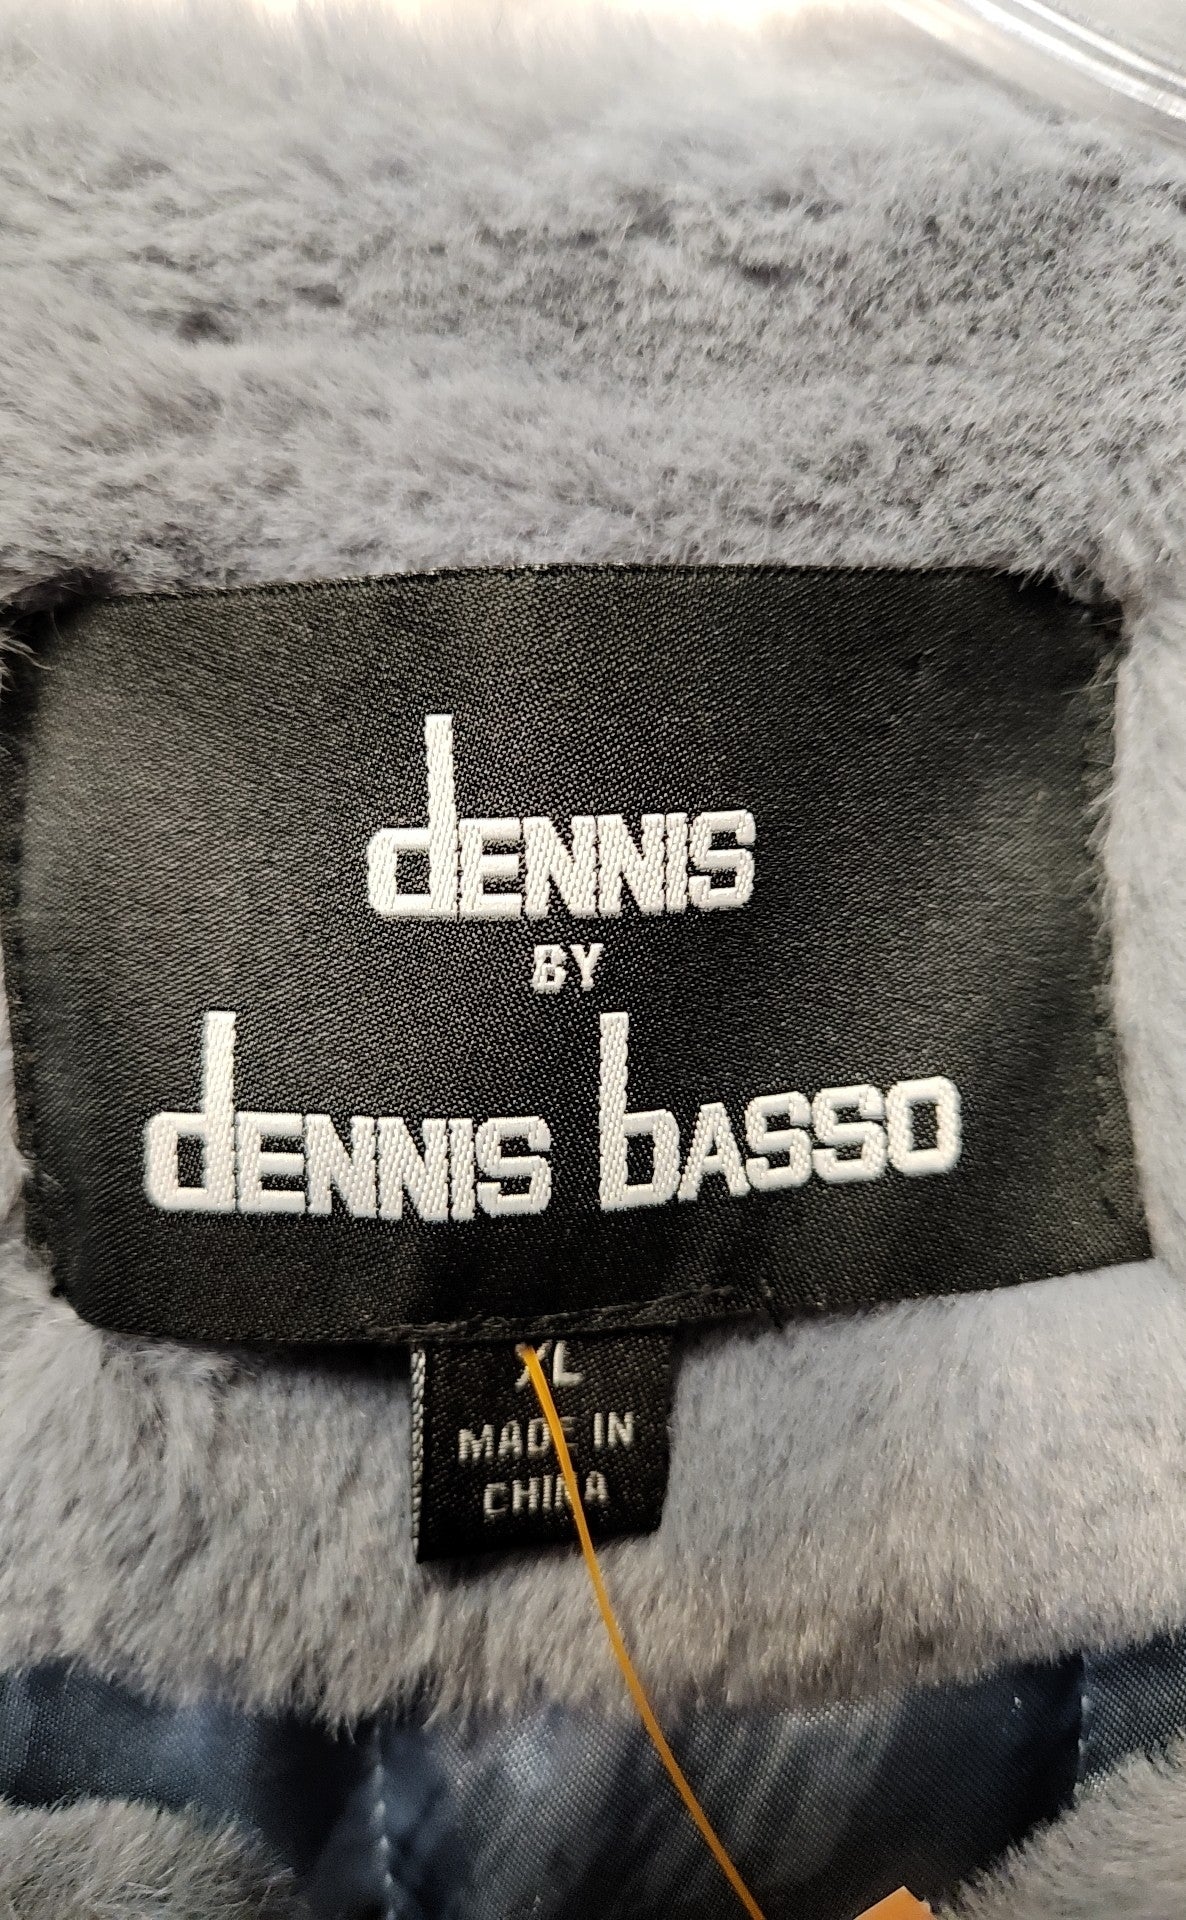 dENNIS
BY
dENNIS bASSO
XL
MADE IN
CHINA